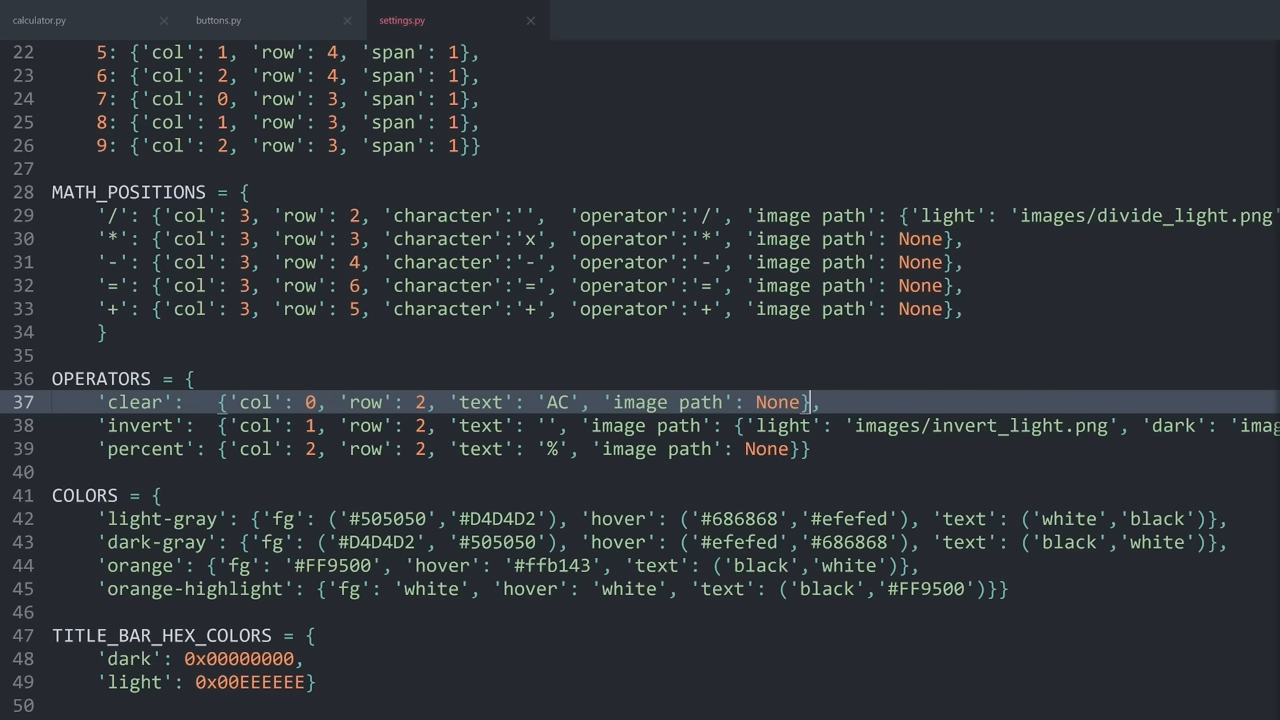 calculator.py × buttons.py × settings.py ×
22 5: {'col': 1, 'row': 4, 'span': 1},
23 6: {'col': 2, 'row': 4, 'span': 1},
24 7: {'col': 0, 'row': 3, 'span': 1},
25 8: {'col': 1, 'row': 3, 'span': 1},
26 9: {'col': 2, 'row': 3, 'span': 1}}
27
28 MATH_POSITIONS = {
29 '/': {'col': 3, 'row': 2, 'character':'', 'operator':'/', 'image path': {'light': 'images/divide_light.png'
30 '*': {'col': 3, 'row': 3, 'character':'x', 'operator':'*', 'image path': None},
31 '-': {'col': 3, 'row': 4, 'character':'-', 'operator':'-', 'image path': None},
32 '=': {'col': 3, 'row': 6, 'character':'=', 'operator':'=', 'image path': None},
33 '+': {'col': 3, 'row': 5, 'character':'+', 'operator':'+', 'image path': None},
34 }
35
36 OPERATORS = {
37 'clear': {'col': 0, 'row': 2, 'text': 'AC', 'image path': None},
38 'invert': {'col': 1, 'row': 2, 'text': '', 'image path': {'light': 'images/invert_light.png', 'dark': 'imag
39 'percent': {'col': 2, 'row': 2, 'text': '%', 'image path': None}}
40
41 COLORS = {
42 'light-gray': {'fg': ('#505050','#D4D4D2'), 'hover': ('#686868','#efefed'), 'text': ('white','black')},
43 'dark-gray': {'fg': ('#D4D4D2', '#505050'), 'hover': ('#efefed','#686868'), 'text': ('black','white')},
44 'orange': {'fg': '#FF9500', 'hover': '#ffb143', 'text': ('black','white')},
45 'orange-highlight': {'fg': 'white', 'hover': 'white', 'text': ('black','#FF9500')}}
46
47 TITLE_BAR_HEX_COLORS = {
48 'dark': 0x00000000,
49 'light': 0x00EEEEEE}
50